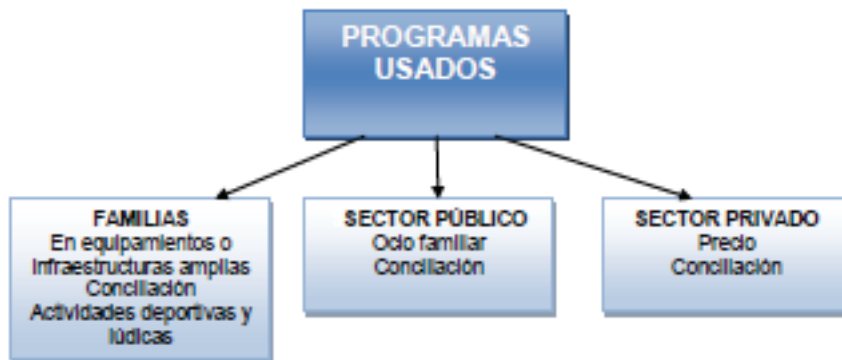 PROGRAMAS
USADOS
FAMILIAS
En equipamientos o
Infraestructuras amplias
Conciliación
Actividades deportivas y
lúdicas
SECTOR PÚBLICO
Ocio familiar
Conciliación
SECTOR PRIVADO
Precio
Conciliación